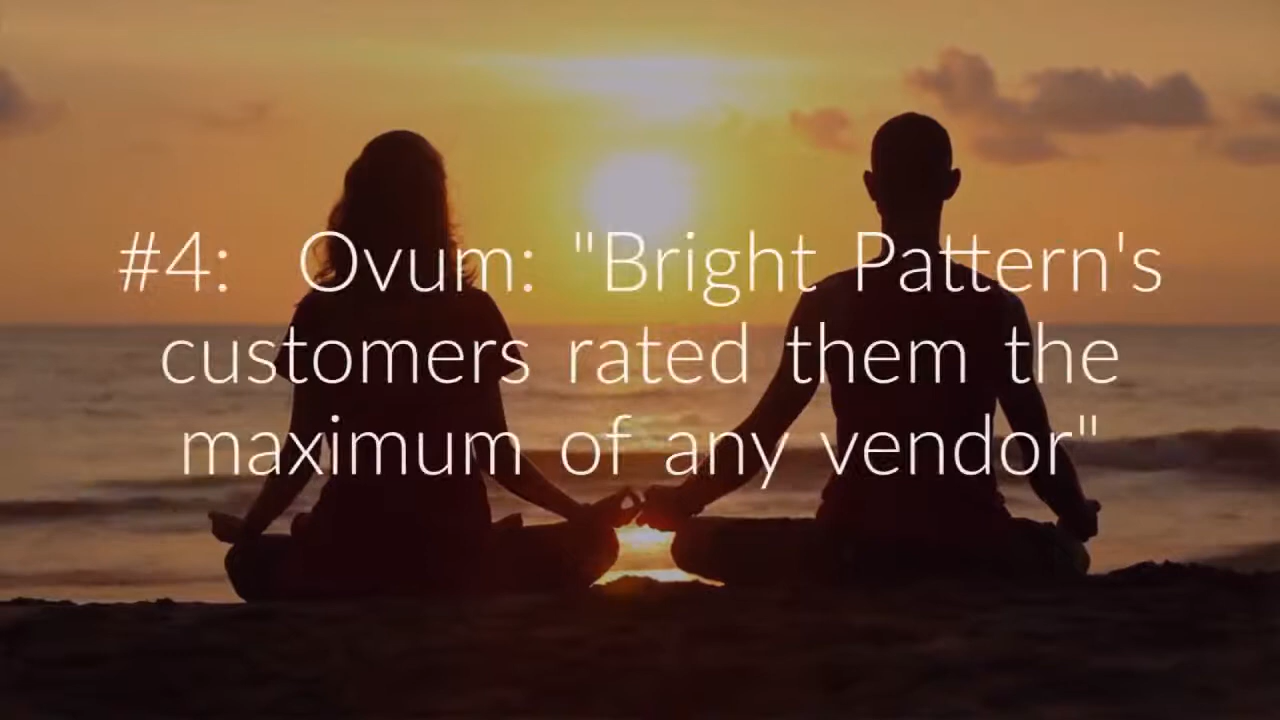 #4: Ovum: "Bright Pattern's
customers rated them the
maximum of any vendor"